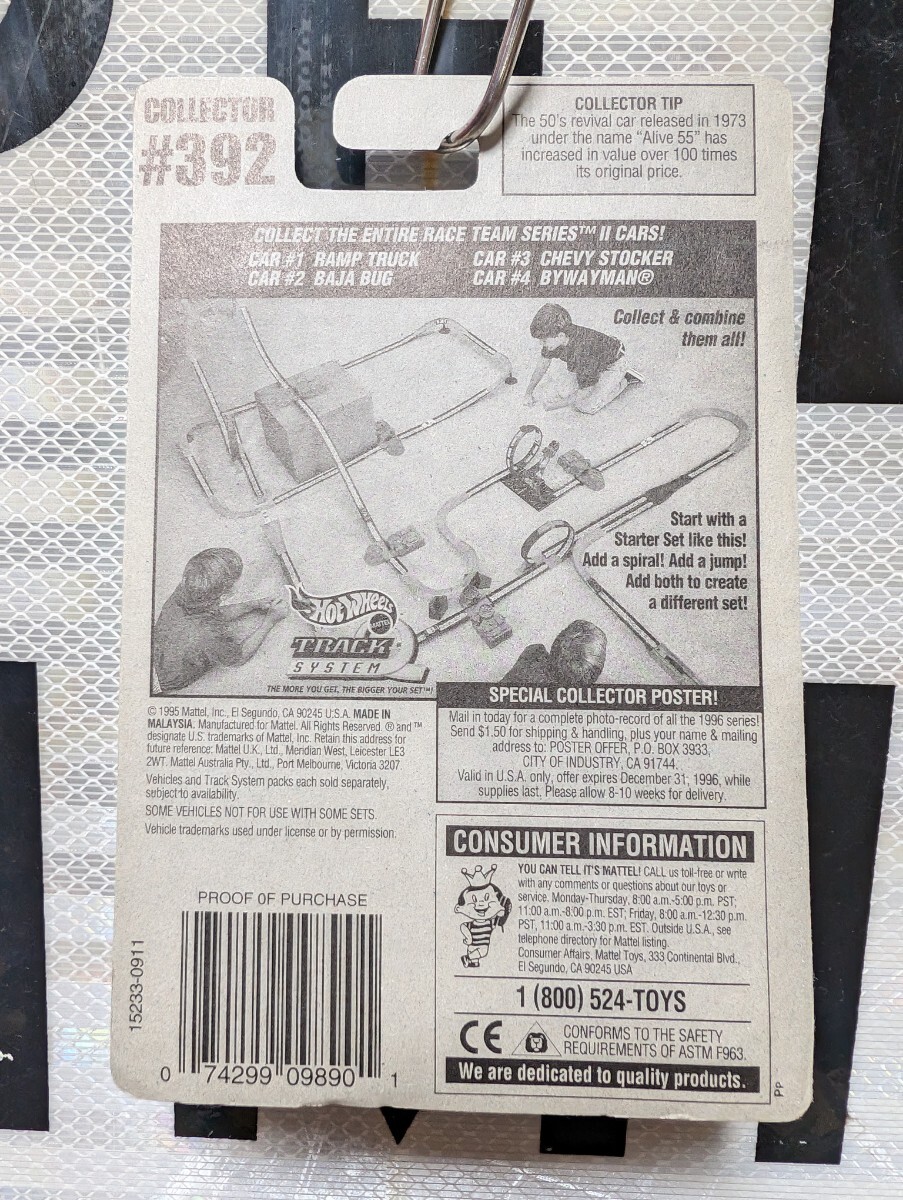 COLLECTOR
#392
COLLECTOR TIP
The 50's revival car released in 1973
under the name "Alive 55" has
increased in value over 100 times
its original price.
COLLECT THE ENTIRE RACE TEAM SERIES™ II CARS!
CAR #1 RAMP TRUCK
CAR #2 BAJA BUG
CAR #3 CHEVY STOCKER
CAR #4 BYWAYMAN®
Collect & combine
them all!
Start with a
Starter Set like this!
Add a spiral! Add a jump!
Add both to create
a different set!
HOT WHEELS
MATTEL
TRACK
SYSTEM
THE MORE YOU GET, THE BIGGER YOUR SET™!
© 1995 Mattel, Inc., El Segundo, CA 90245 U.S.A. MADE IN
MALAYSIA. Manufactured for Mattel. All Rights Reserved. ® and ™
designate U.S. trademarks of Mattel, Inc. Retain this address for
future reference: Mattel U.K., Ltd., Meridian West, Leicester LE3
2WT. Mattel Australia Pty., Ltd., Port Melbourne, Victoria 3207.
Vehicles and Track System packs each sold separately,
subject to availability.
SOME VEHICLES NOT FOR USE WITH SOME SETS.
Vehicle trademarks used under license or by permission.
SPECIAL COLLECTOR POSTER!
Mail in today for a complete photo-record of all the 1996 series!
Send $1.50 for shipping & handling, plus your name & mailing
address to: POSTER OFFER, P.O. BOX 3933,
CITY OF INDUSTRY, CA 91744.
Valid in U.S.A. only, offer expires December 31, 1996, while
supplies last. Please allow 8-10 weeks for delivery.
CONSUMER INFORMATION
YOU CAN TELL IT'S MATTEL! CALL us toll-free or write
with any comments or questions about our toys or
service. Monday-Thursday, 8:00 a.m.-5:00 p.m. PST;
11:00 a.m.-8:00 p.m. EST; Friday, 8:00 a.m.-12:30 p.m.
PST, 11:00 a.m.-3:30 p.m. EST. Outside U.S.A., see
telephone directory for Mattel listing.
Consumer Affairs, Mattel Toys, 333 Continental Blvd.,
El Segundo, CA 90245 USA
1 (800) 524-TOYS
CE
CONFORMS TO THE SAFETY
REQUIREMENTS OF ASTM F963.
We are dedicated to quality products.
PP
PROOF OF PURCHASE
15233-0911
0 74299 09890 1